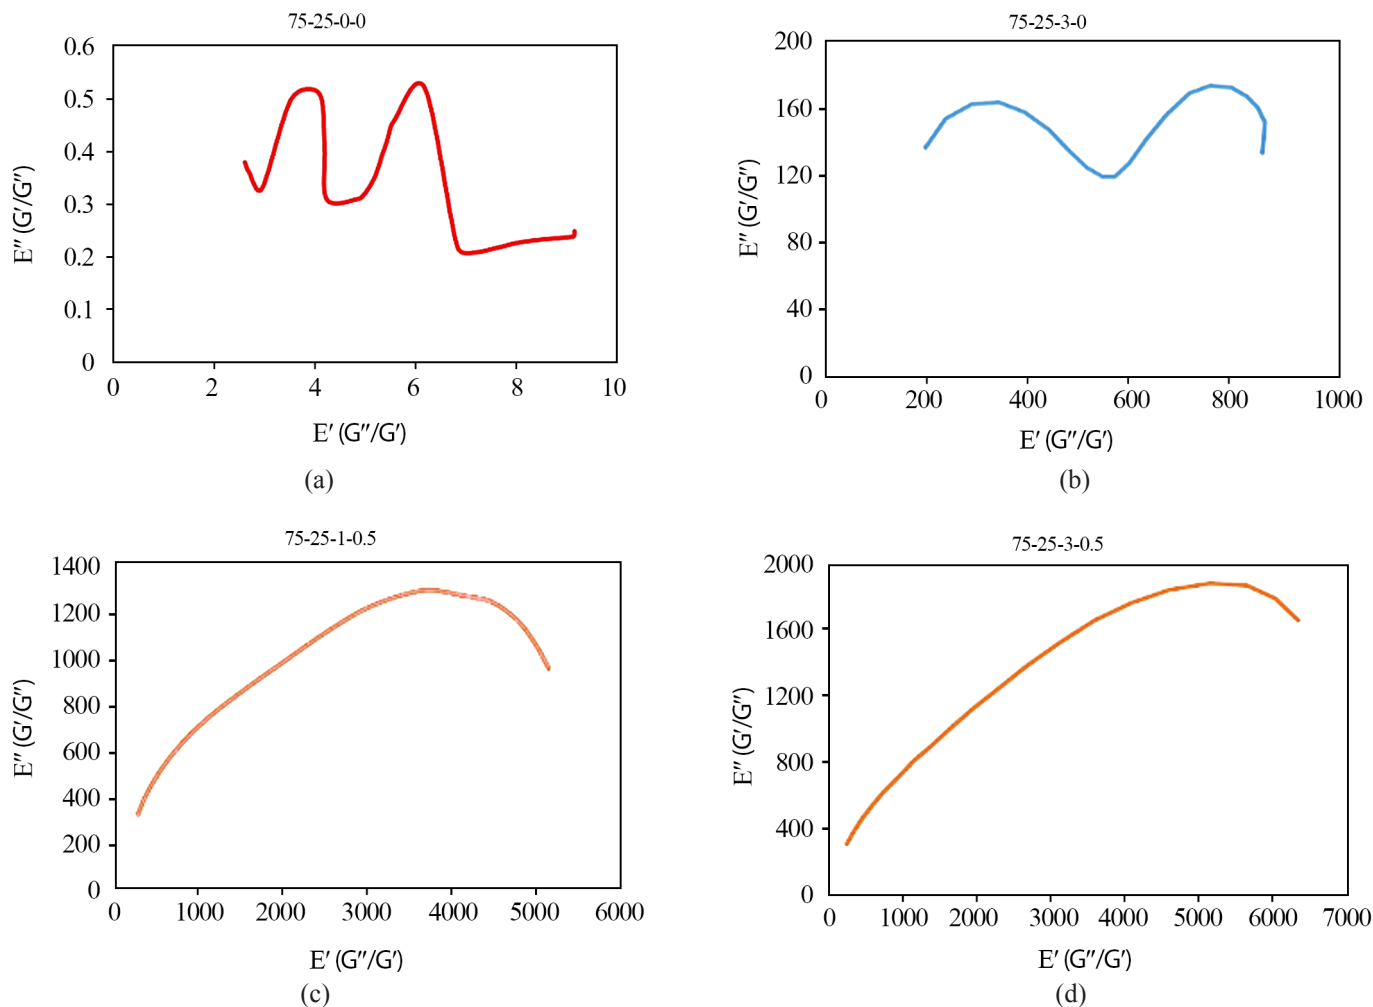 75-25-0-0
0.6
0.5
0.4
0.3
0.2
0.1
0
E″ (G′/G″)
0 2 4 6 8 10
E′ (G″/G′)
(a)
75-25-3-0
200
160
120
80
40
0
E″ (G′/G″)
0 200 400 600 800 1000
E′ (G″/G′)
(b)
75-25-1-0.5
1400
1200
1000
800
600
400
200
0
E″ (G′/G″)
0 1000 2000 3000 4000 5000 6000
E′ (G″/G′)
(c)
75-25-3-0.5
2000
1600
1200
800
400
0
E″ (G′/G″)
0 1000 2000 3000 4000 5000 6000 7000
E′ (G″/G′)
(d)